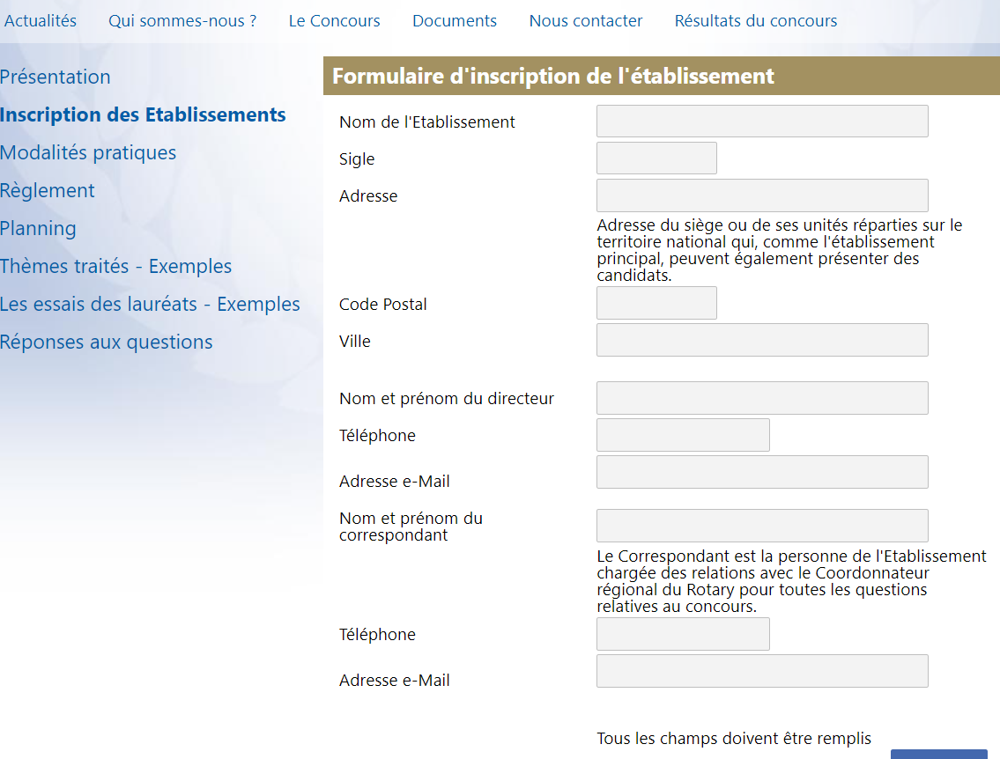 Actualités Qui sommes-nous ? Le Concours Documents Nous contacter Résultats du concours
Présentation
Inscription des Etablissements
Modalités pratiques
Règlement
Planning
Thèmes traités - Exemples
Les essais des lauréats - Exemples
Réponses aux questions
Formulaire d'inscription de l'établissement
Nom de l'Etablissement
Sigle
Adresse
Adresse du siège ou de ses unités réparties sur le
territoire national qui, comme l'établissement
principal, peuvent également présenter des
candidats.
Code Postal
Ville
Nom et prénom du directeur
Téléphone
Adresse e-Mail
Nom et prénom du
correspondant
Le Correspondant est la personne de l'Etablissement
chargée des relations avec le Coordonnateur
régional du Rotary pour toutes les questions
relatives au concours.
Téléphone
Adresse e-Mail
Tous les champs doivent être remplis